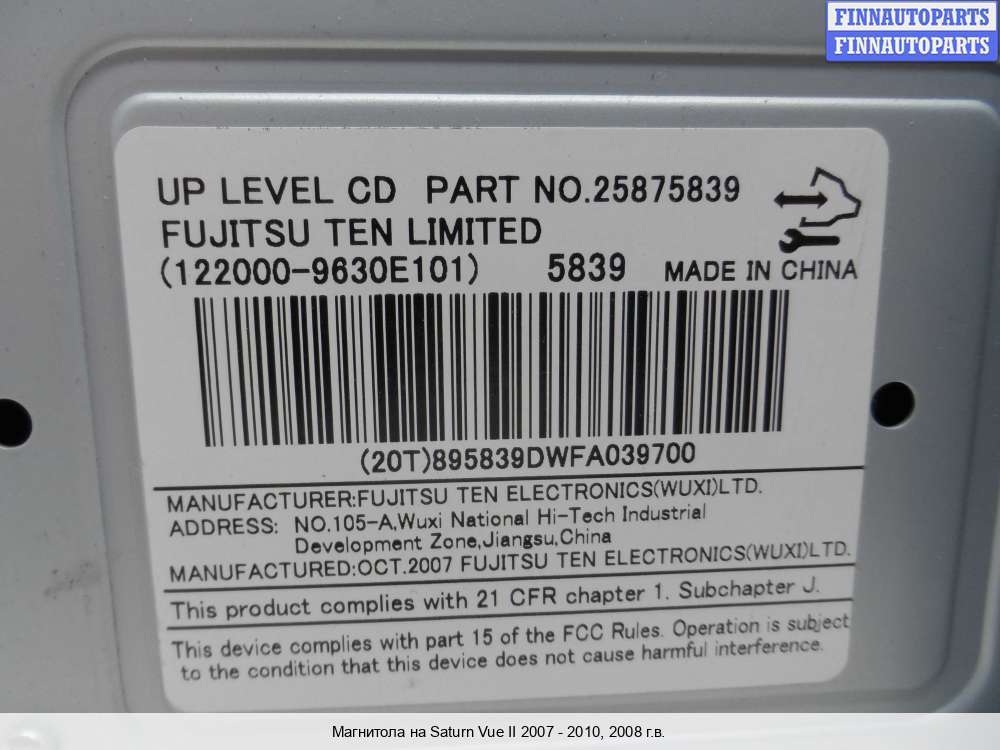 FINNAUTOPARTS
FINNAUTOPARTS
UP LEVEL CD PART NO.25875839
FUJITSU TEN LIMITED
(122000-9630E101) 5839 MADE IN CHINA
(20T)895839DWFA039700
MANUFACTURER:FUJITSU TEN ELECTRONICS(WUXI)LTD.
ADDRESS: NO.105-A,Wuxi National Hi-Tech Industrial
Development Zone,Jiangsu,China
MANUFACTURED:OCT.2007 FUJITSU TEN ELECTRONICS(WUXI)LTD.
This product complies with 21 CFR chapter 1. Subchapter J.
This device complies with part 15 of the FCC Rules. Operation is subject
to the condition that this device does not cause harmful interference.
Магнитола на Saturn Vue II 2007 - 2010, 2008 г.в.